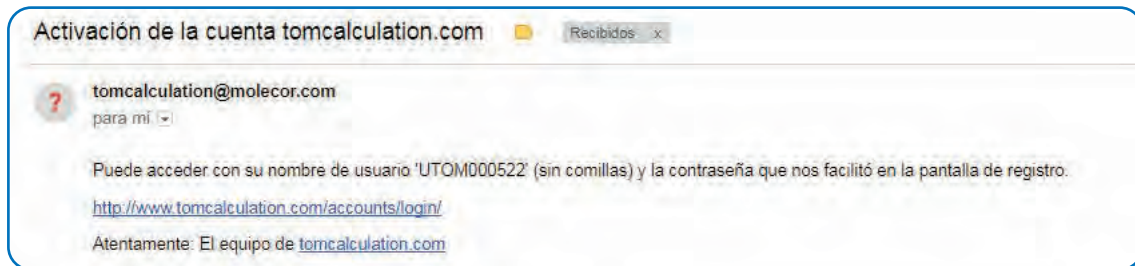 Activación de la cuenta tomcalculation.com Recibidos x
? tomcalculation@molecor.com
para mí
Puede acceder con su nombre de usuario 'UTOM000522' (sin comillas) y la contraseña que nos facilitó en la pantalla de registro.
http://www.tomcalculation.com/accounts/login/
Atentamente: El equipo de tomcalculation.com